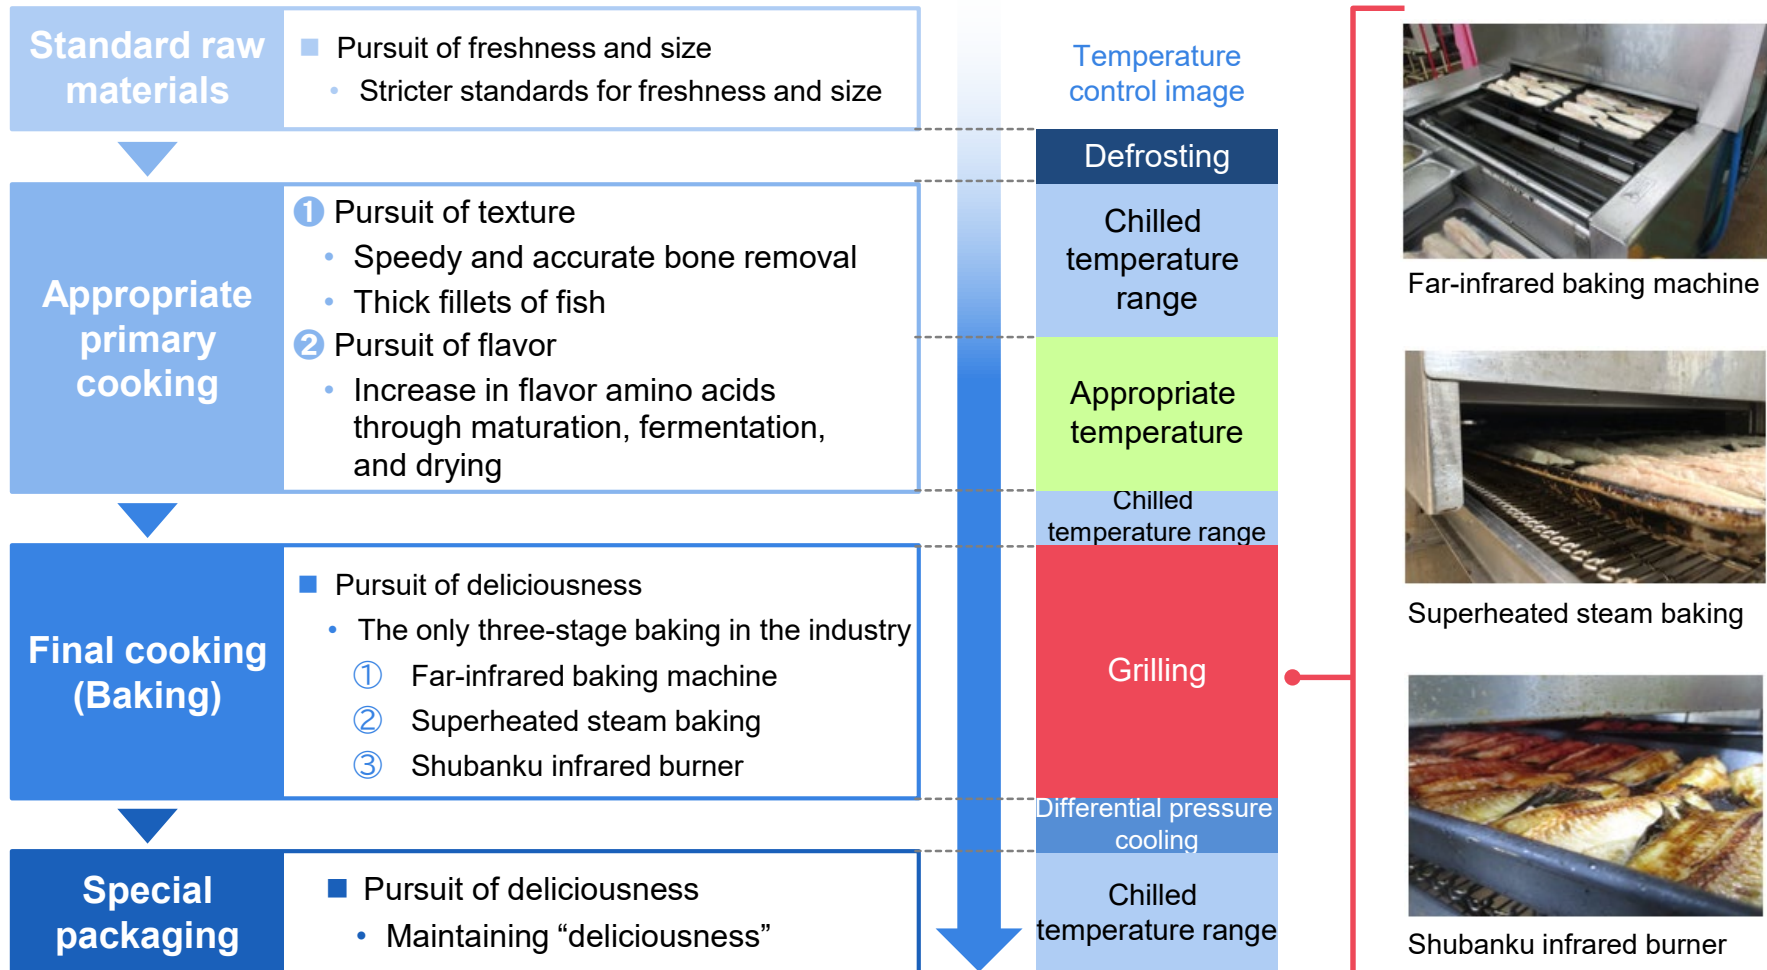 Standard raw
materials
■ Pursuit of freshness and size
• Stricter standards for freshness and size
Appropriate
primary
cooking
❶ Pursuit of texture
• Speedy and accurate bone removal
• Thick fillets of fish
❷ Pursuit of flavor
• Increase in flavor amino acids
through maturation, fermentation,
and drying
Final cooking
(Baking)
■ Pursuit of deliciousness
• The only three-stage baking in the industry
① Far-infrared baking machine
② Superheated steam baking
③ Shubanku infrared burner
Special
packaging
■ Pursuit of deliciousness
• Maintaining “deliciousness”
Temperature
control image
Defrosting
Chilled
temperature
range
Appropriate
temperature
Chilled
temperature range
Grilling
Differential pressure
cooling
Chilled
temperature range
Far-infrared baking machine
Superheated steam baking
Shubanku infrared burner